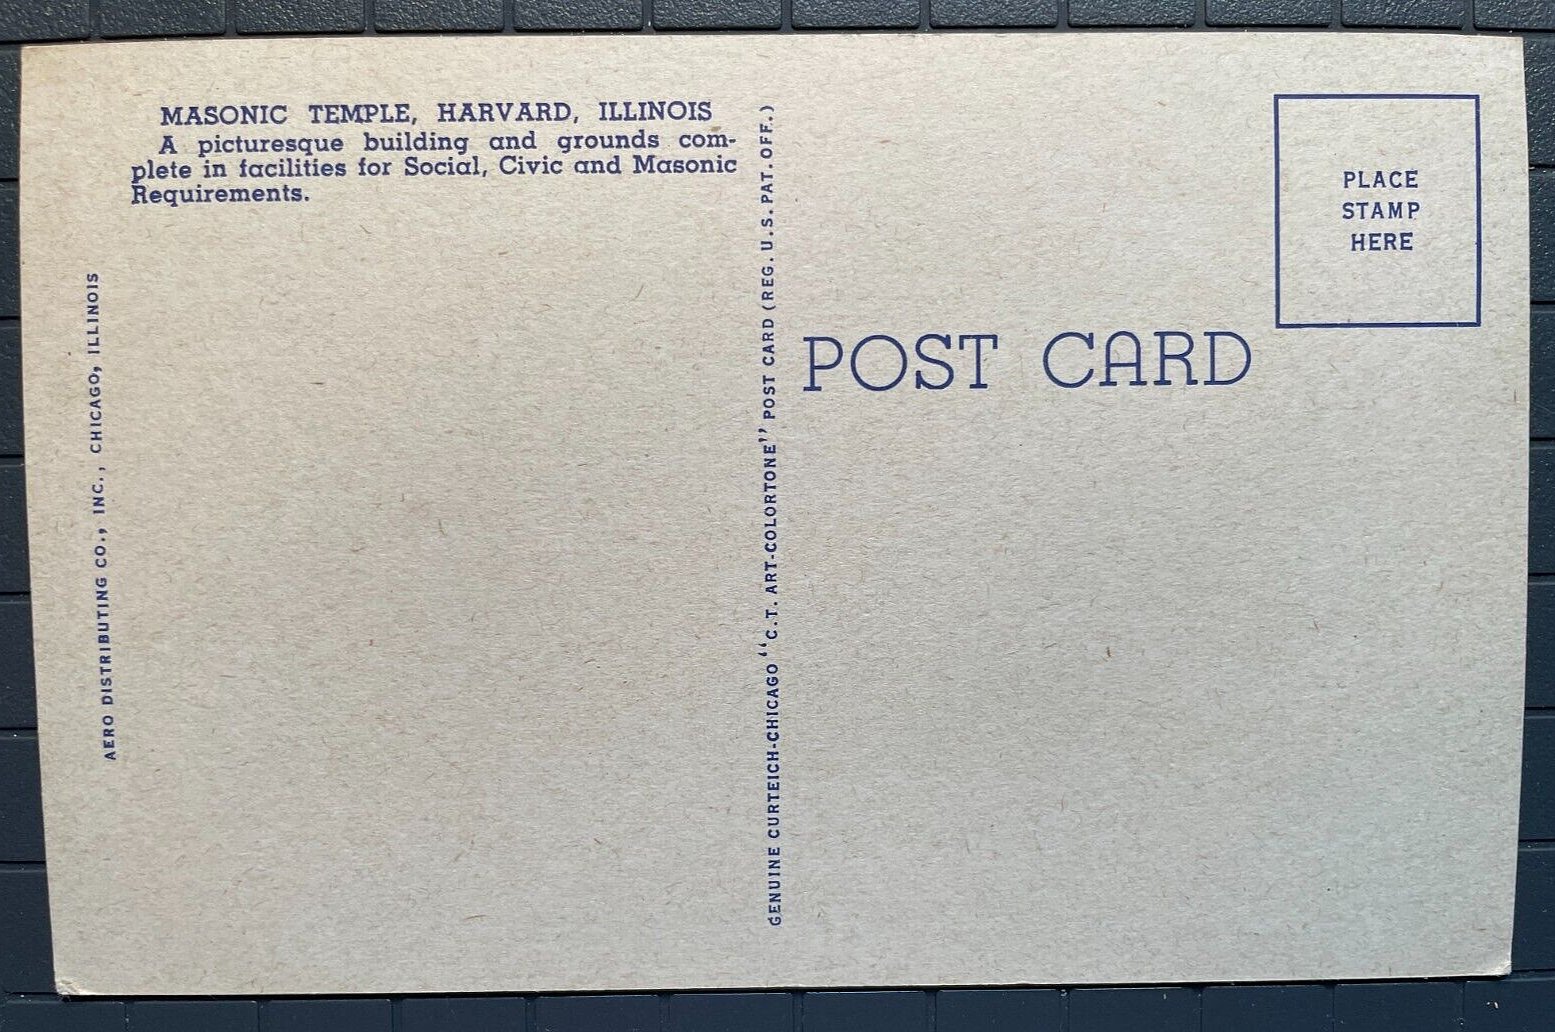 MASONIC TEMPLE, HARVARD, ILLINOIS
A picturesque building and grounds com-
plete in facilities for Social, Civic and Masonic
Requirements.
AERO DISTRIBUTING CO., INC., CHICAGO, ILLINOIS
GENUINE CURTEICH-CHICAGO "C.T. ART-COLORTONE" POST CARD (REG. U.S. PAT. OFF.)
POST CARD
PLACE
STAMP
HERE